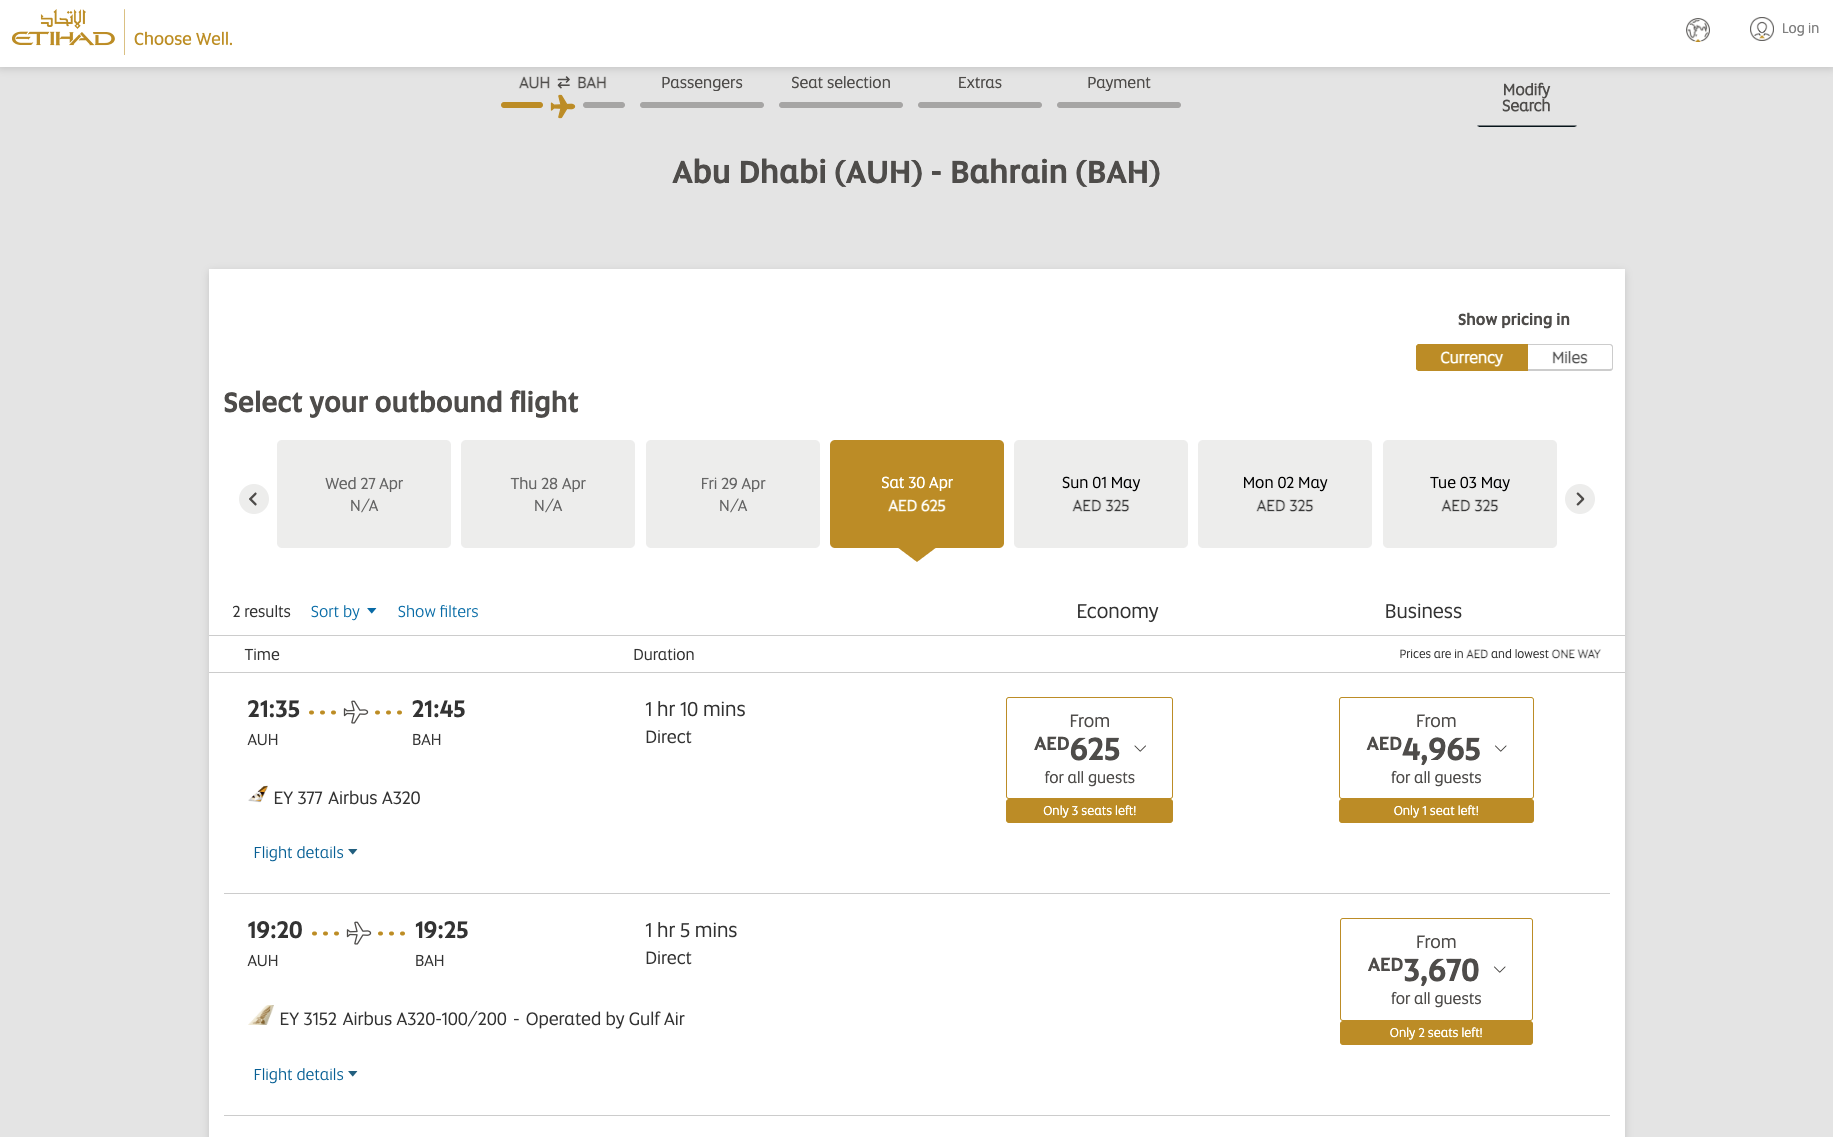 الإتحاد
ETIHAD
Choose Well.
Log in
AUH ⇄ BAH
Passengers
Seat selection
Extras
Payment
Modify
Search
Abu Dhabi (AUH) - Bahrain (BAH)
Show pricing in
Currency
Miles
Select your outbound flight
Wed 27 Apr
N/A
Thu 28 Apr
N/A
Fri 29 Apr
N/A
Sat 30 Apr
AED 625
Sun 01 May
AED 325
Mon 02 May
AED 325
Tue 03 May
AED 325
2 results
Sort by
Show filters
Economy
Business
Time
Duration
Prices are in AED and lowest ONE WAY
21:35
21:45
AUH
BAH
1 hr 10 mins
Direct
EY 377 Airbus A320
Flight details
From
AED625
for all guests
Only 3 seats left!
From
AED4,965
for all guests
Only 1 seat left!
19:20
19:25
AUH
BAH
1 hr 5 mins
Direct
EY 3152 Airbus A320-100/200 - Operated by Gulf Air
Flight details
From
AED3,670
for all guests
Only 2 seats left!